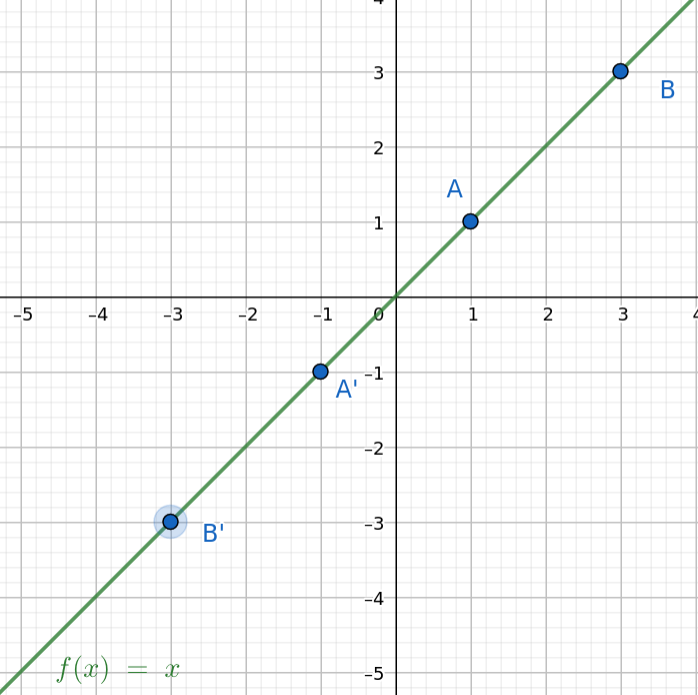 4
3
B
2
A
1
–5 –4 –3 –2 –1 0 1 2 3 4
–1
A'
–2
–3
B'
–4
f(x) = x
–5